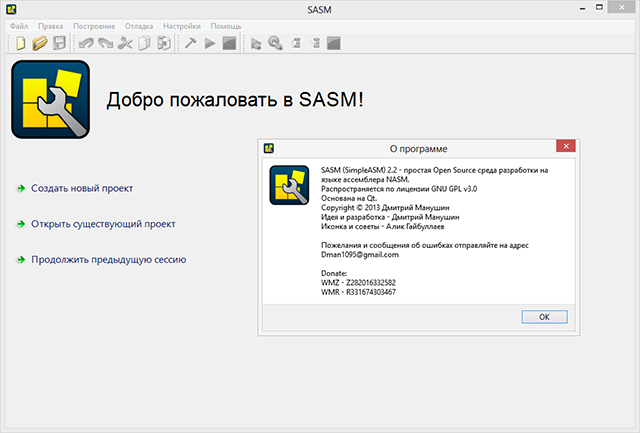 SASM
Файл Правка Построение Отладка Настройки Помощь
Добро пожаловать в SASM!
Создать новый проект
Открыть существующий проект
Продолжить предыдущую сессию
О программе
SASM (SimpleASM) 2.2 - простая Open Source среда разработки на
языке ассемблера NASM.
Распространяется по лицензии GNU GPL v3.0
Основана на Qt.
Copyright © 2013 Дмитрий Манушин
Идея и разработка - Дмитрий Манушин
Иконка и советы - Алик Гайбуллаев
Пожелания и сообщения об ошибках отправляйте на адрес
Dman1095@gmail.com
Donate:
WMZ - Z282016332582
WMR - R331674303467
OK